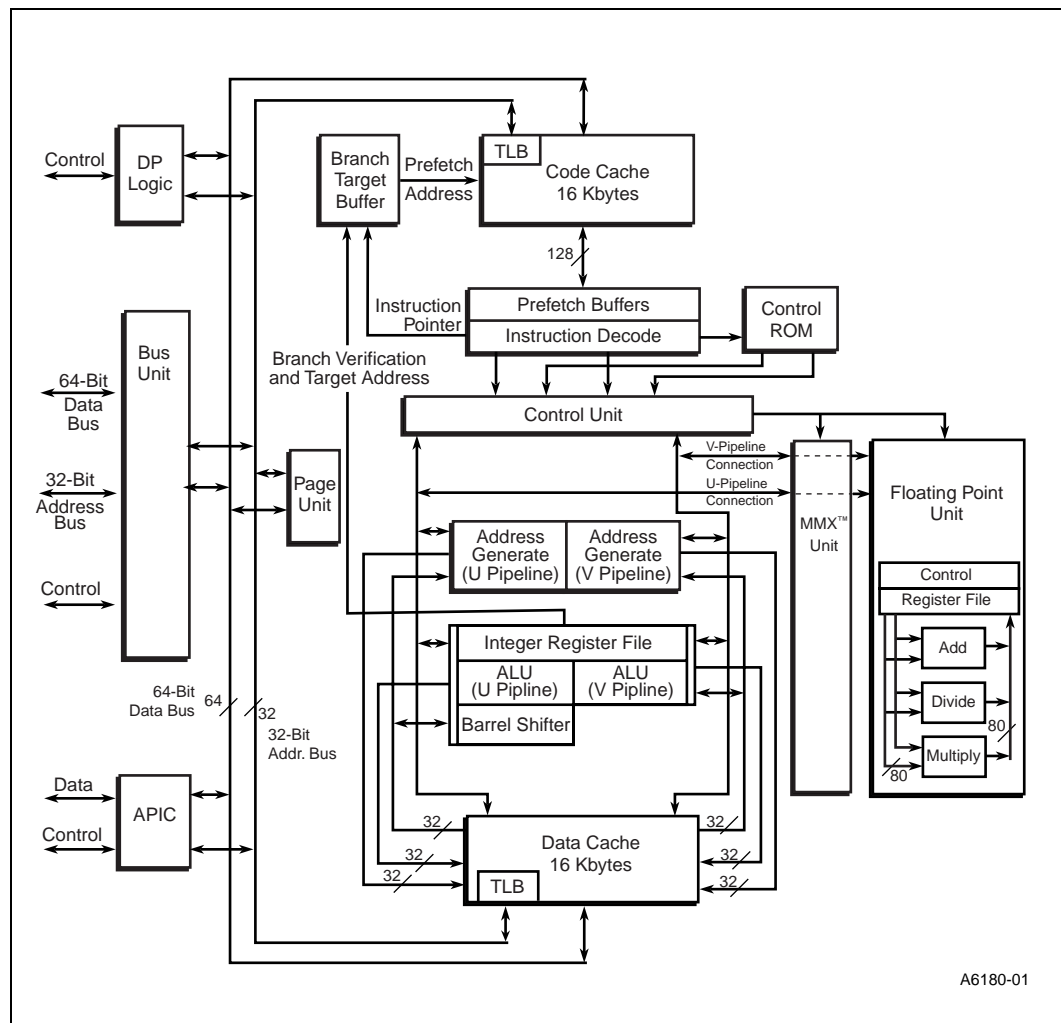 Control
DP
Logic
Branch
Target
Buffer
Prefetch
Address
TLB
Code Cache
16 Kbytes
128
Instruction
Pointer
Prefetch Buffers
Instruction Decode
Control
ROM
Branch Verification
and Target Address
Bus
Unit
64-Bit
Data
Bus
32-Bit
Address
Bus
Control
Page
Unit
Control Unit
V-Pipeline
Connection
U-Pipeline
Connection
MMX™
Unit
Floating Point
Unit
Control
Register File
Add
Divide
Multiply
80
80
Address
Generate
(U Pipeline)
Address
Generate
(V Pipeline)
Integer Register File
ALU
(U Pipline)
ALU
(V Pipline)
Barrel Shifter
64-Bit
Data Bus
64
32
32-Bit
Addr. Bus
Data
Control
APIC
32
32
32
Data Cache
16 Kbytes
TLB
32
32
32
A6180-01